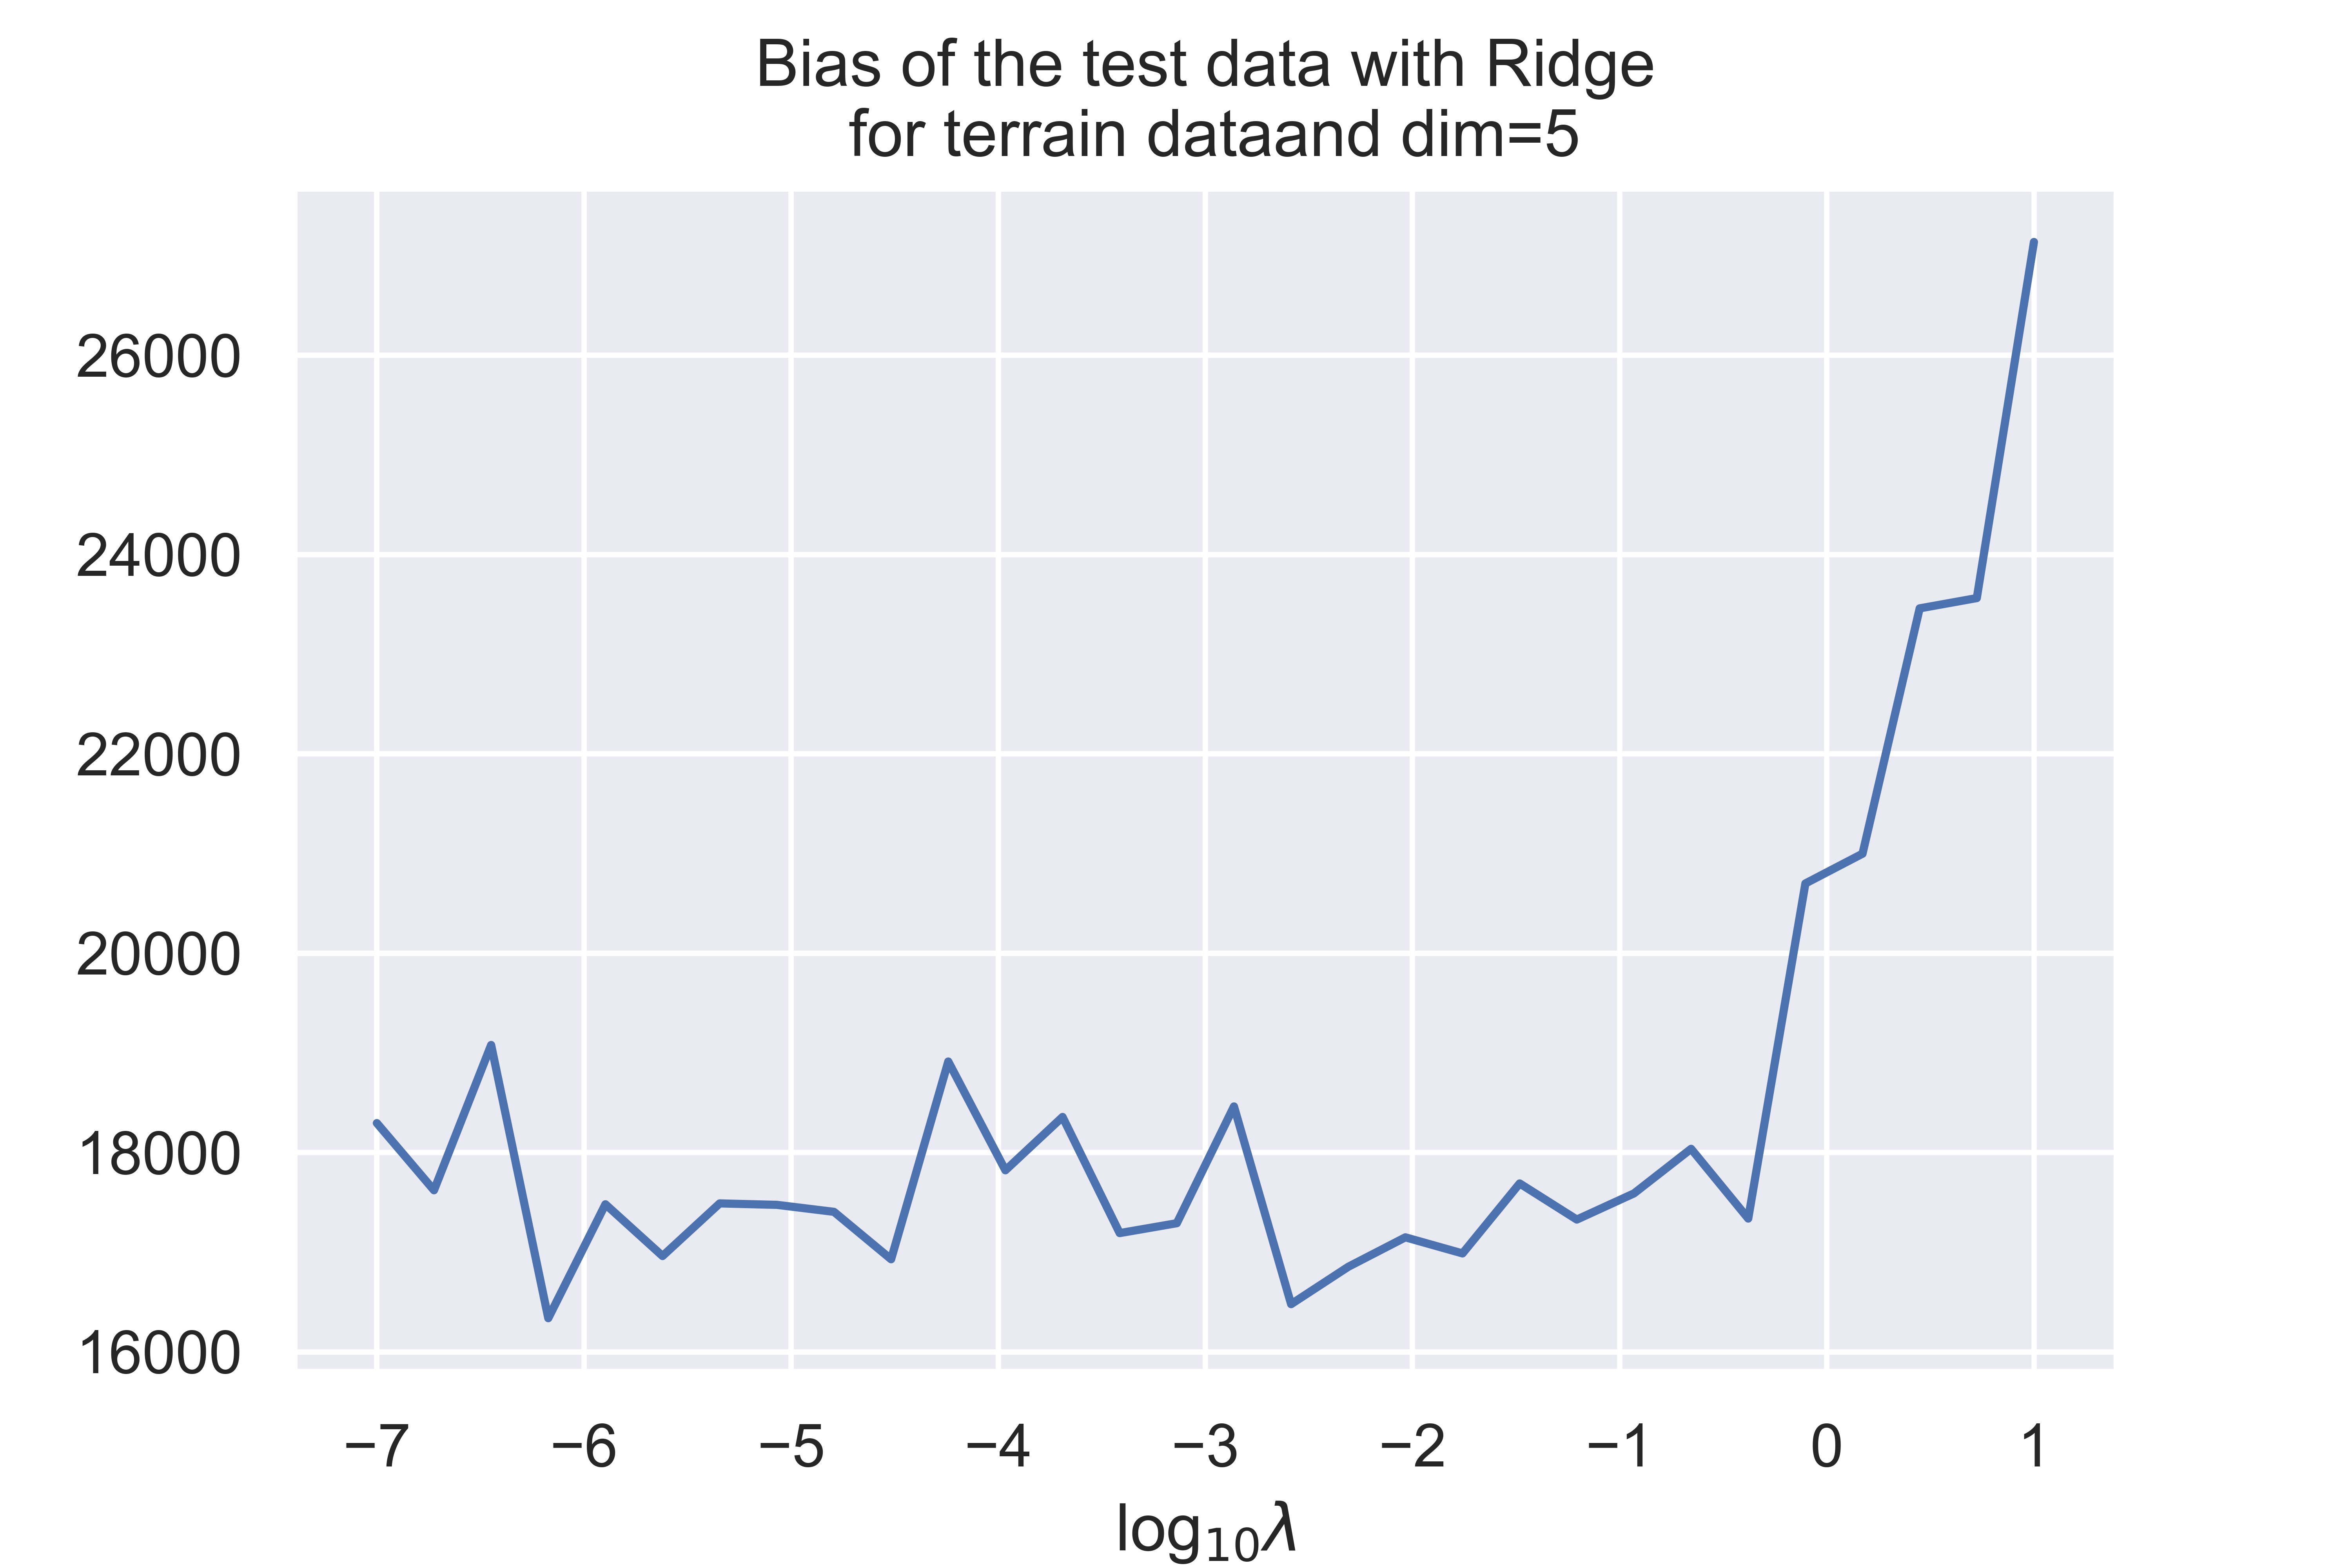 Bias of the test data with Ridge
for terrain dataand dim=5
26000
24000
22000
20000
18000
16000
−7 −6 −5 −4 −3 −2 −1 0 1
log₁₀λ